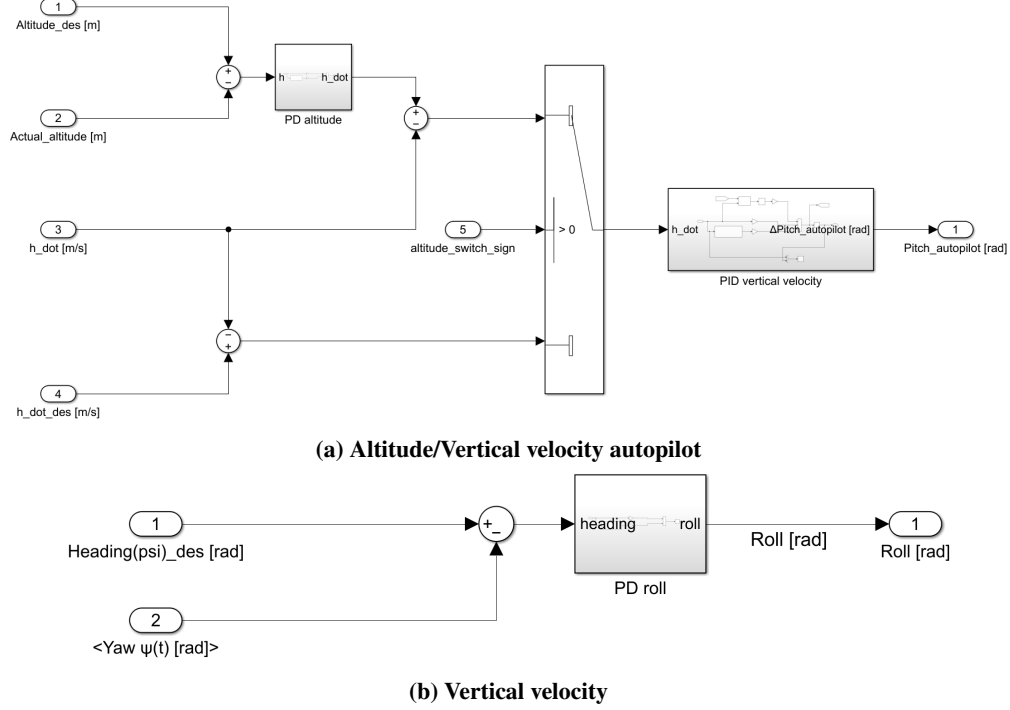 1
Altitude_des [m]
+
−
h
h_dot
PD altitude
2
Actual_altitude [m]
+
−
3
h_dot [m/s]
5
altitude_switch_sign
> 0
h_dot
ΔPitch_autopilot [rad]
PID vertical velocity
1
Pitch_autopilot [rad]
−
+
4
h_dot_des [m/s]
(a) Altitude/Vertical velocity autopilot
1
Heading(psi)_des [rad]
+
−
heading
roll
PD roll
Roll [rad]
1
Roll [rad]
2
<Yaw ψ(t) [rad]>
(b) Vertical velocity